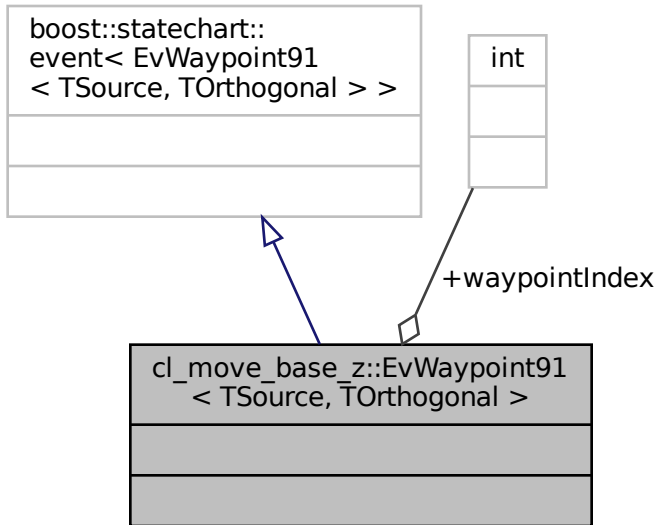 boost::statechart::
event< EvWaypoint91
< TSource, TOrthogonal > >
int
+waypointIndex
cl_move_base_z::EvWaypoint91
< TSource, TOrthogonal >